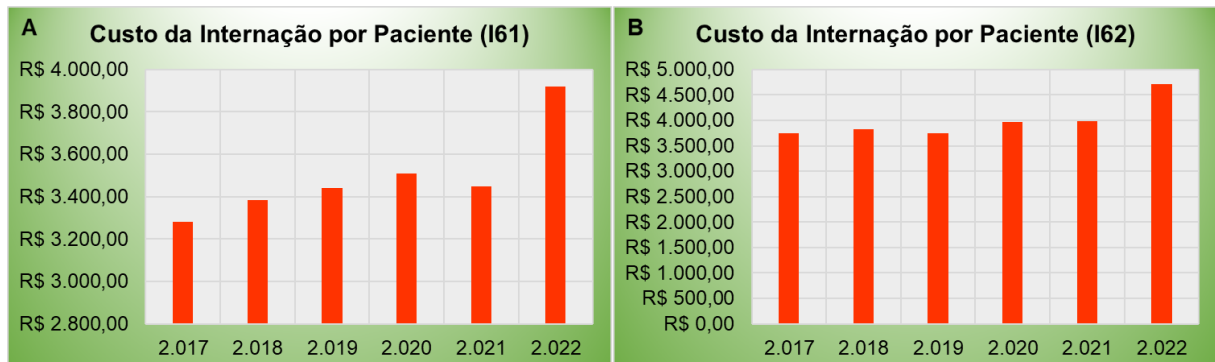 A
Custo da Internação por Paciente (I61)
R$ 4.000,00
R$ 3.800,00
R$ 3.600,00
R$ 3.400,00
R$ 3.200,00
R$ 3.000,00
R$ 2.800,00
2.017 2.018 2.019 2.020 2.021 2.022
B
Custo da Internação por Paciente (I62)
R$ 5.000,00
R$ 4.500,00
R$ 4.000,00
R$ 3.500,00
R$ 3.000,00
R$ 2.500,00
R$ 2.000,00
R$ 1.500,00
R$ 1.000,00
R$ 500,00
R$ 0,00
2.017 2.018 2.019 2.020 2.021 2.022